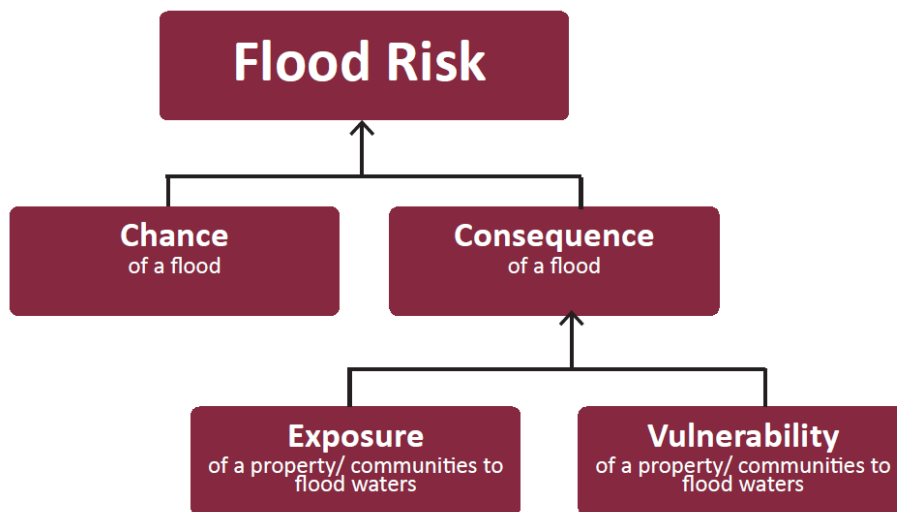 Flood Risk
Chance
of a flood
Consequence
of a flood
Exposure
of a property/ communities to
flood waters
Vulnerability
of a property/ communities to
flood waters